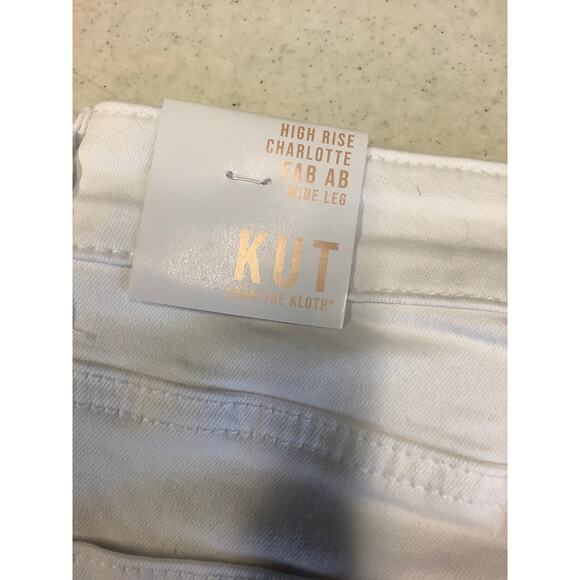 HIGH RISE
CHARLOTTE
FAB AB
WIDE LEG
KUT
FROM THE KLOTH®